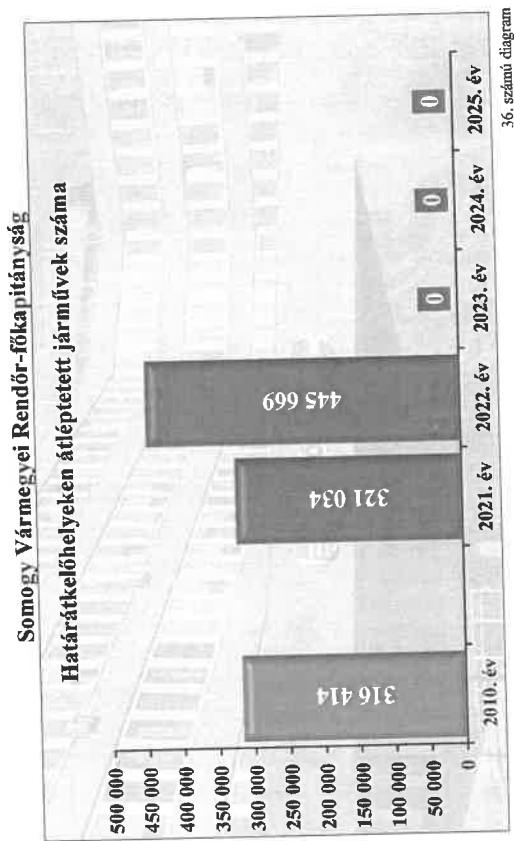 Somogy Vármegyei Rendőr-főkapitányság
Határátkelőhelyeken átléptetett járművek száma
500 000
450 000
400 000
350 000
300 000
250 000
200 000
150 000
100 000
50 000
0
316 414
321 034
445 669
0
0
0
2010. év
2021. év
2022. év
2023. év
2024. év
2025. év
36. számú diagram